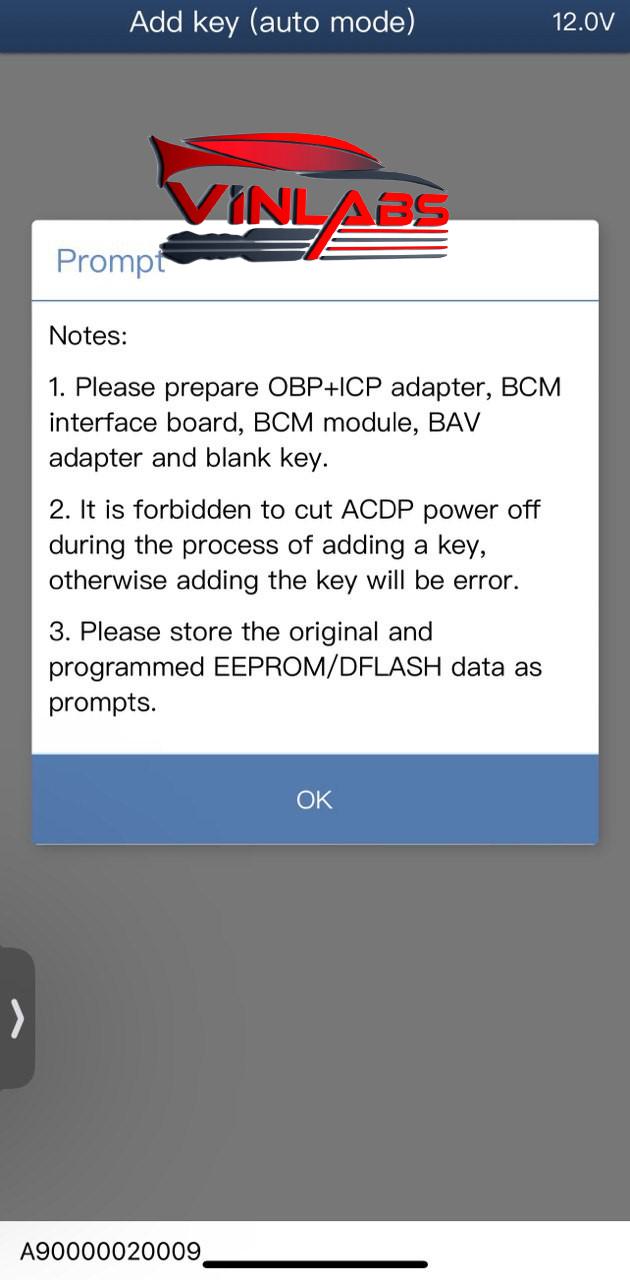 Add key (auto mode) 12.0V
ViNLABS
Prompt
Notes:
1. Please prepare OBP+ICP adapter, BCM
interface board, BCM module, BAV
adapter and blank key.
2. It is forbidden to cut ACDP power off
during the process of adding a key,
otherwise adding the key will be error.
3. Please store the original and
programmed EEPROM/DFLASH data as
prompts.
OK
A90000020009